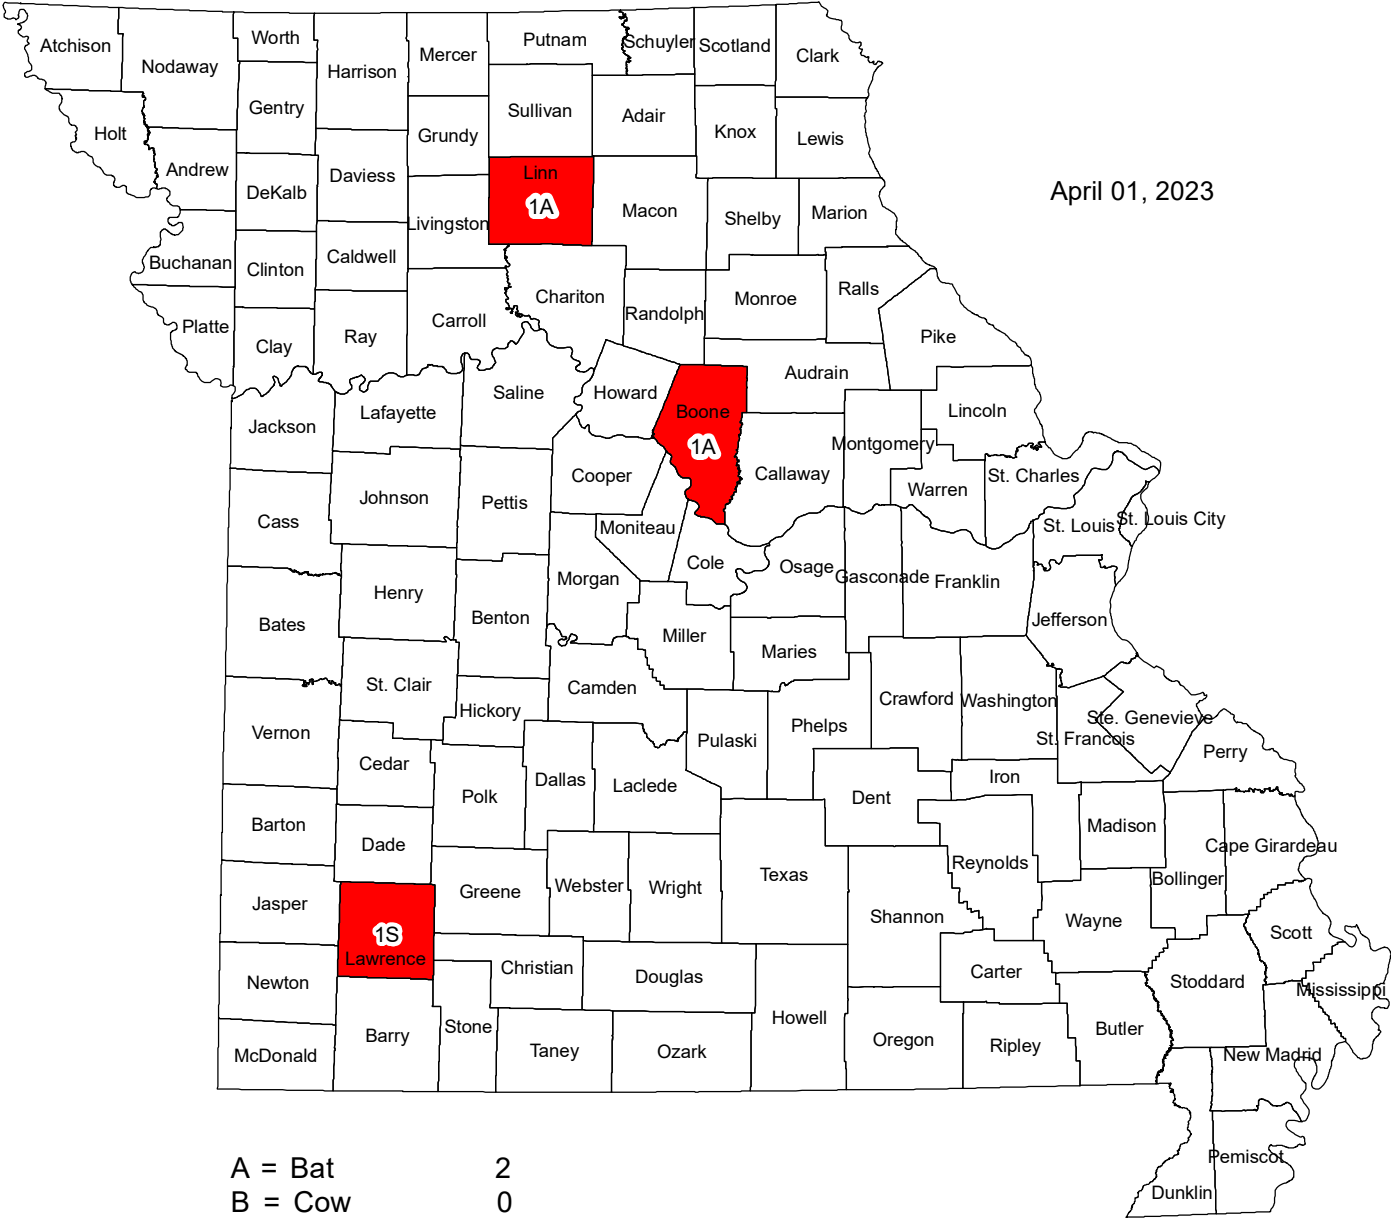 Atchison
Nodaway
Worth
Harrison
Mercer
Putnam
Schuyler
Scotland
Clark
Holt
Gentry
Sullivan
Adair
Knox
Lewis
Andrew
DeKalb
Daviess
Grundy
Linn
1A
Macon
Shelby
Marion
April 01, 2023
Buchanan
Clinton
Caldwell
Livingston
Chariton
Randolph
Monroe
Ralls
Pike
Platte
Clay
Ray
Carroll
Saline
Howard
Boone
1A
Audrain
Lincoln
Jackson
Lafayette
Cooper
Callaway
Montgomery
Warren
St. Charles
Cass
Johnson
Pettis
Moniteau
Cole
Osage
Gasconade
Franklin
St. Louis
St. Louis City
Bates
Henry
Benton
Morgan
Miller
Maries
Jefferson
Vernon
St. Clair
Hickory
Camden
Pulaski
Phelps
Crawford
Washington
Ste. Genevieve
St. Francois
Perry
Cedar
Polk
Dallas
Laclede
Dent
Iron
Madison
Cape Girardeau
Barton
Dade
Greene
Webster
Wright
Texas
Reynolds
Bollinger
Jasper
1S
Lawrence
Shannon
Wayne
Scott
Newton
Christian
Douglas
Carter
Stoddard
Mississippi
McDonald
Barry
Stone
Taney
Ozark
Howell
Oregon
Ripley
Butler
New Madrid
Pemiscot
Dunklin
A = Bat 2
B = Cow 0